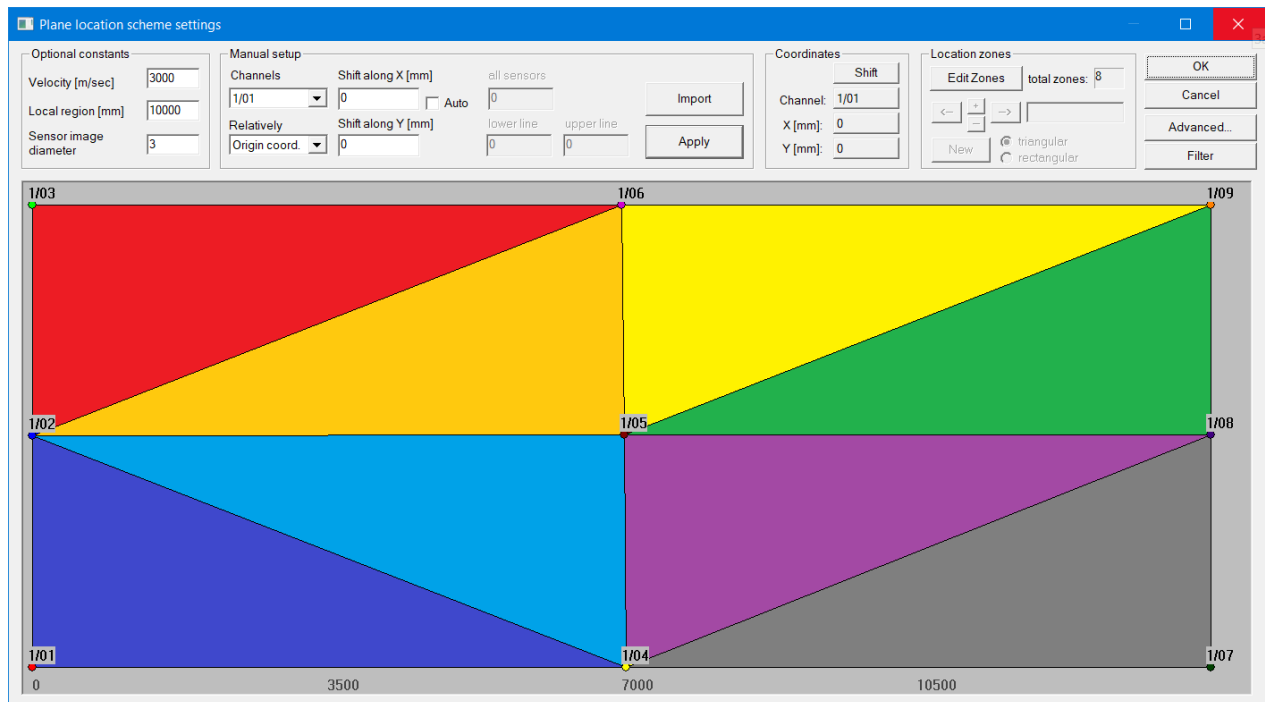 Plane location scheme settings
Optional constants
Velocity [m/sec] 3000
Local region [mm] 10000
Sensor image
diameter 3
Manual setup
Channels Shift along X [mm] all sensors
1/01 0 Auto 0 Import
Relatively Shift along Y [mm] lower line upper line
Origin coord. 0 0 0 Apply
Coordinates
Shift
Channel: 1/01
X [mm]: 0
Y [mm]: 0
Location zones
Edit Zones total zones: 8
<-- + -->
–
New triangular
rectangular
OK
Cancel
Advanced...
Filter
1/03 1/06 1/09
1/02 1/05 1/08
1/01 1/04 1/07
0 3500 7000 10500